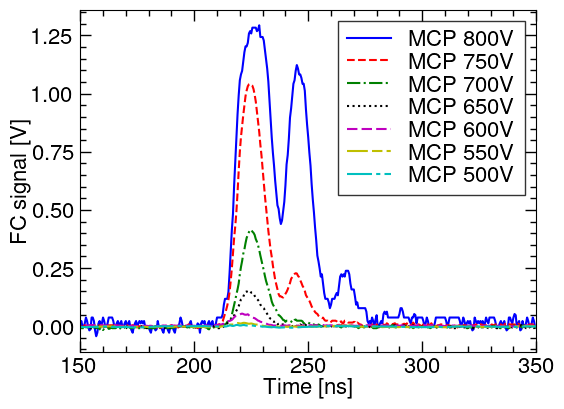 FC signal [V]
1.25
1.00
0.75
0.50
0.25
0.00
MCP 800V
MCP 750V
MCP 700V
MCP 650V
MCP 600V
MCP 550V
MCP 500V
150 200 250 300 350
Time [ns]